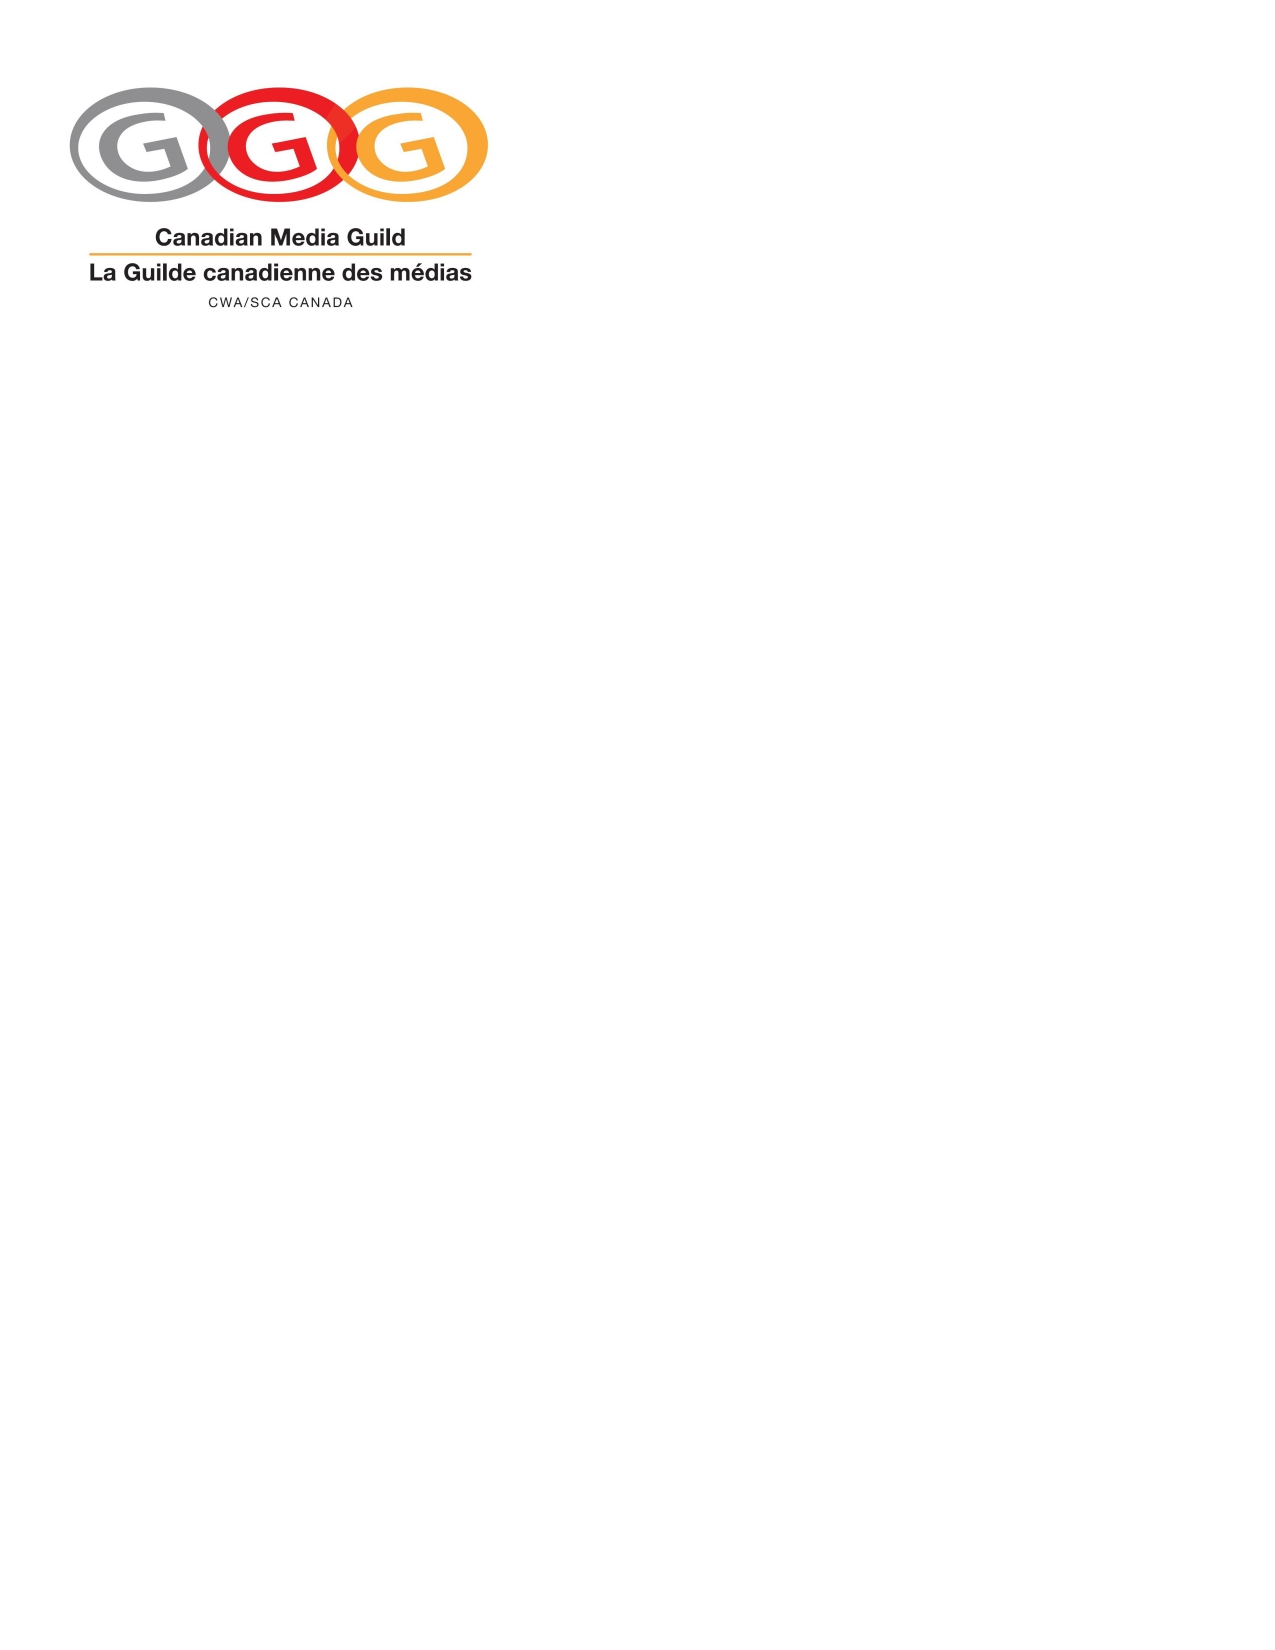 G G G
Canadian Media Guild
La Guilde canadienne des médias
CWA/SCA CANADA